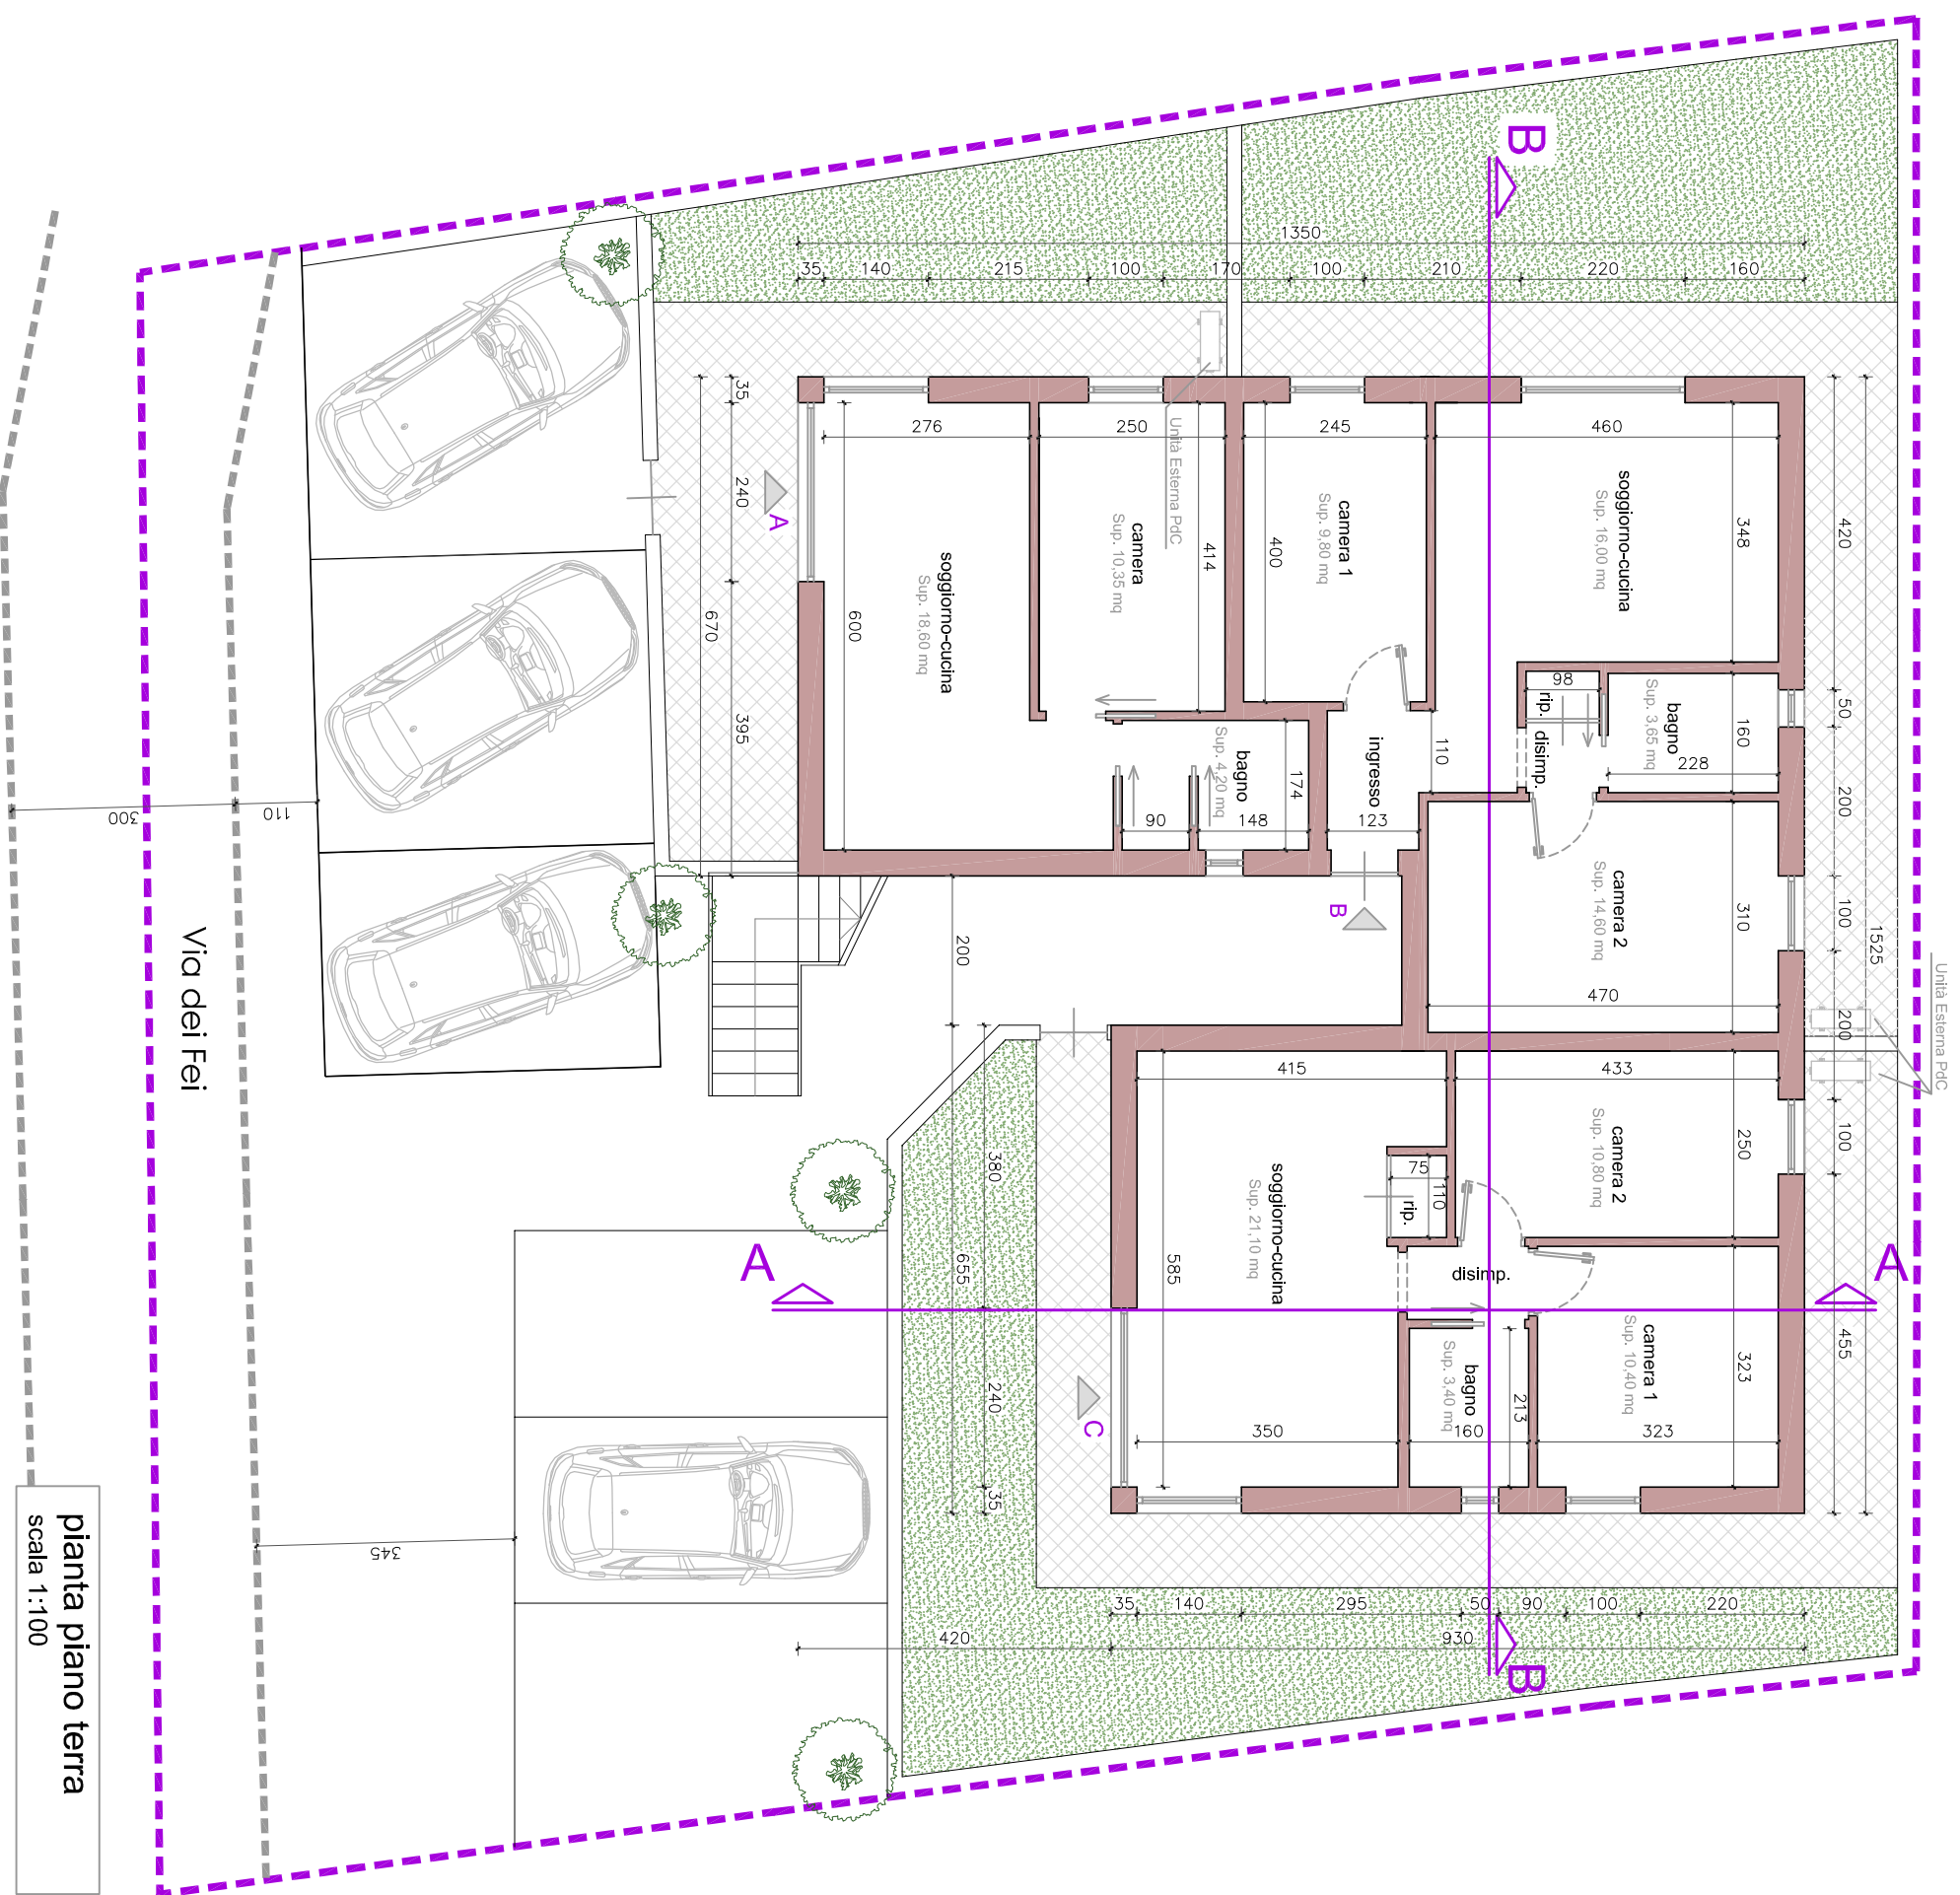 B
1350
35
140
215
100
170
100
210
220
160
35
240
395
670
A
276
600
soggiorno-cucina
Sup. 18,60 mq
250
camera
Sup. 10,35 mq
414
Unità Esterna PdC
245
400
camera 1
Sup. 9,80 mq
460
soggiorno-cucina
Sup. 16,00 mq
348
420
50
200
100
200
100
455
1525
Unità Esterna PdC
bagno
Sup. 4,20 mq
174
90
148
ingresso
110
123
B
98
rip.
disimp.
bagno
Sup. 3,65 mq
160
228
camera 2
Sup. 14,60 mq
310
470
200
380
655
240
35
415
585
soggiorno-cucina
Sup. 21,10 mq
350
75
110
rip.
433
camera 2
Sup. 10,80 mq
250
disimp.
bagno
Sup. 3,40 mq
213
160
camera 1
Sup. 10,40 mq
323
323
A
A
C
35
140
295
50
90
100
220
420
930
B
300
110
345
Via dei Fei
pianta piano terra
scala 1:100